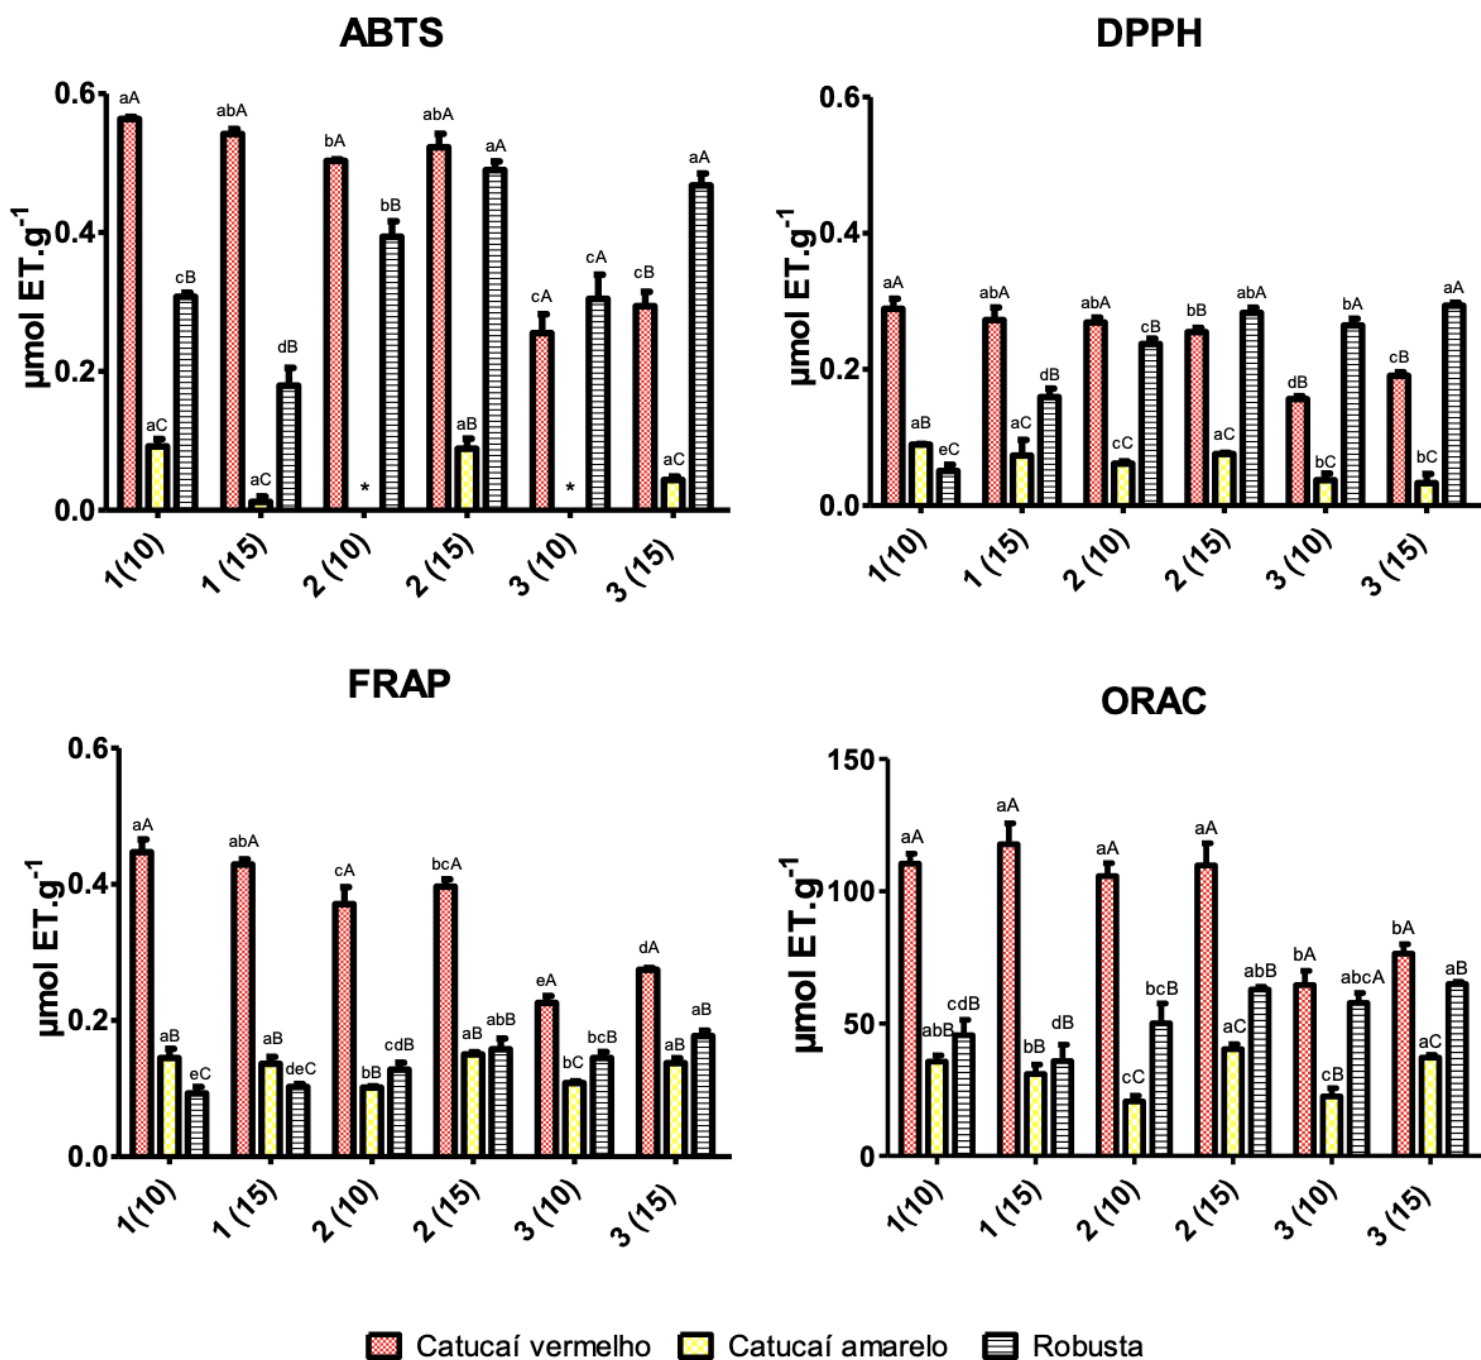 ABTS
µmol ET.g-1
0.6
0.4
0.2
0.0
aA
aC
cB
abA
aC
dB
bA
*
bB
abA
aB
aA
cA
*
cA
cB
aC
aA
1(10)
1 (15)
2 (10)
2 (15)
3 (10)
3 (15)
DPPH
µmol ET.g-1
0.6
0.4
0.2
0.0
aA
aB
eC
abA
aC
dB
abA
cC
cB
bB
aC
abA
dB
bC
bA
cB
bC
aA
1(10)
1 (15)
2 (10)
2 (15)
3 (10)
3 (15)
FRAP
µmol ET.g-1
0.6
0.4
0.2
0.0
aA
aB
eC
abA
aB
deC
cA
bB
cdB
bcA
aB
abB
eA
bC
bcB
dA
aB
aB
1(10)
1 (15)
2 (10)
2 (15)
3 (10)
3 (15)
ORAC
µmol ET.g-1
150
100
50
0
aA
abB
cdB
aA
bB
dB
aA
cC
bcB
aA
aC
abB
bA
cB
abcA
bA
aC
aB
1(10)
1 (15)
2 (10)
2 (15)
3 (10)
3 (15)
Catucaí vermelho Catucaí amarelo Robusta